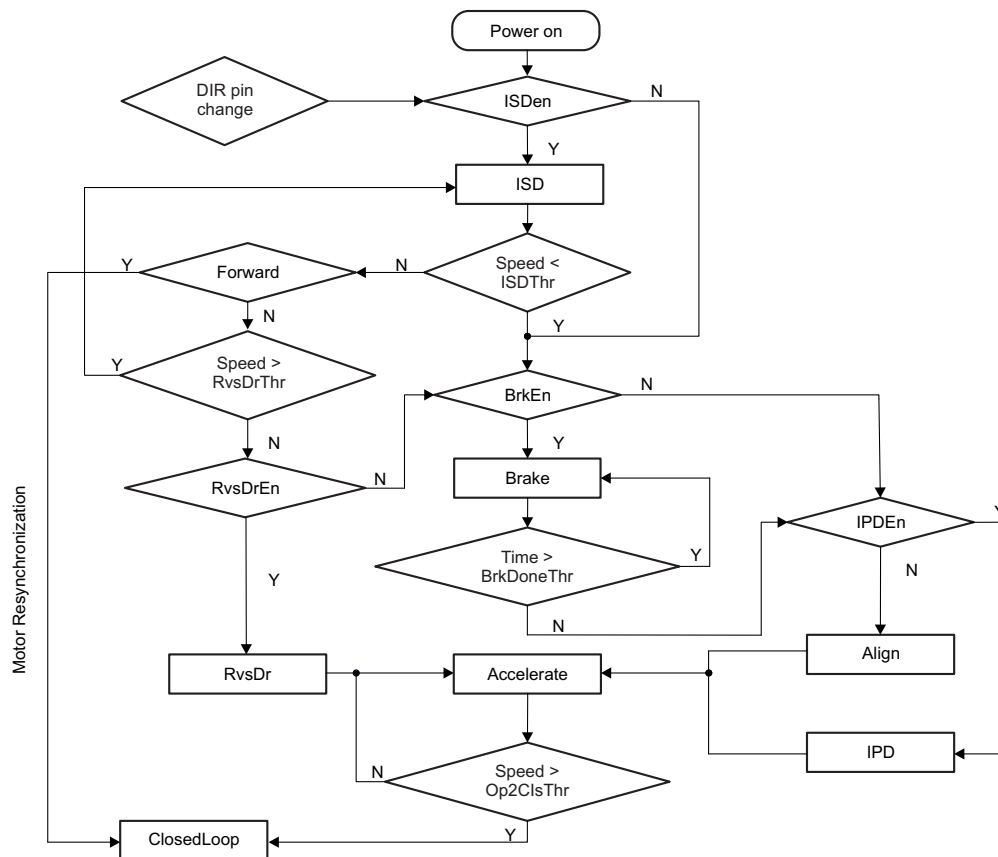 Power on
DIR pin
change
ISDen
N
Y
ISD
Y
Forward
N
Speed <
ISDThr
N
Y
Y
Speed >
RvsDrThr
BrkEn
N
N
Y
RvsDrEn
N
Brake
IPDEn
Y
Time >
BrkDoneThr
Y
Y
N
N
Motor Resynchronization
RvsDr
Accelerate
Align
N
Speed >
Op2ClsThr
IPD
Y
ClosedLoop